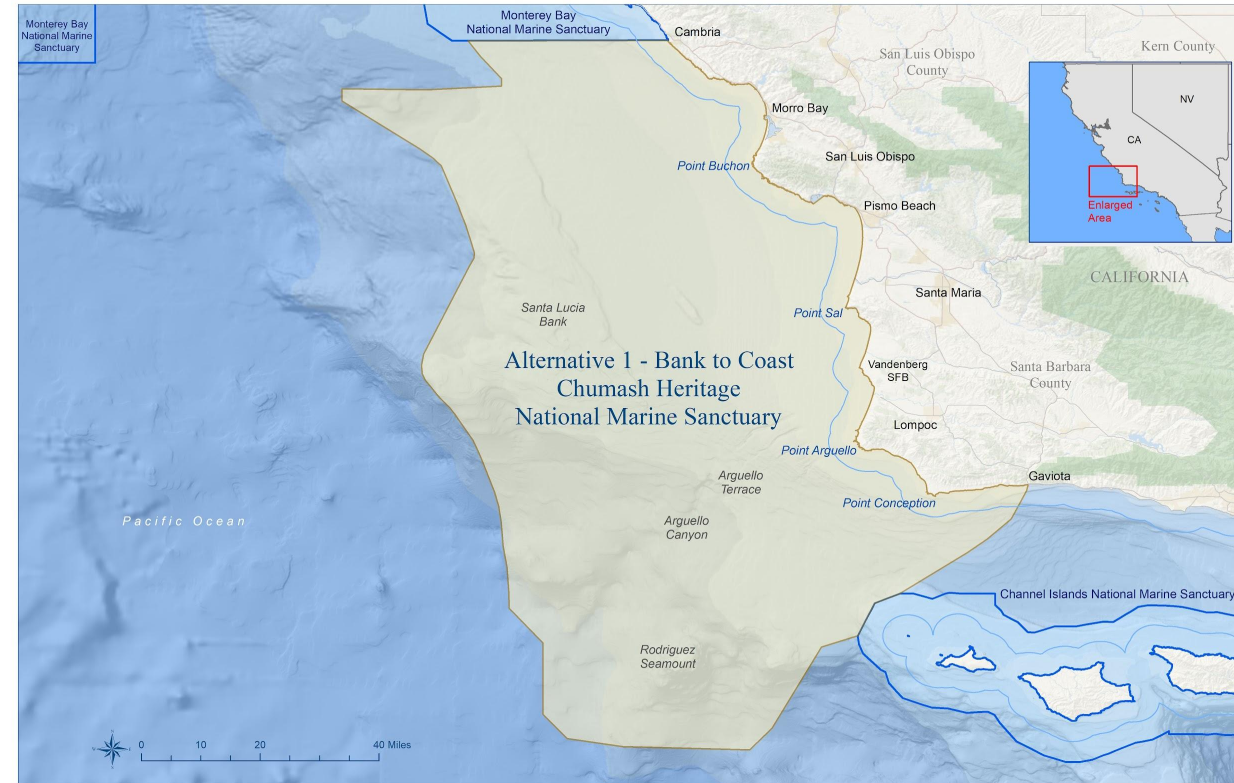 Monterey Bay
National Marine
Sanctuary
Monterey Bay
National Marine Sanctuary
Cambria
San Luis Obispo
County
Kern County
NV
CA
Enlarged
Area
Morro Bay
San Luis Obispo
Point Buchon
Pismo Beach
CALIFORNIA
Santa Maria
Santa Lucia
Bank
Point Sal
Alternative 1 - Bank to Coast
Chumash Heritage
National Marine Sanctuary
Vandenberg
SFB
Santa Barbara
County
Lompoc
Point Arguello
Arguello
Terrace
Gaviota
Point Conception
Pacific Ocean
Arguello
Canyon
Channel Islands National Marine Sanctuary
Rodriguez
Seamount
0 10 20 40 Miles